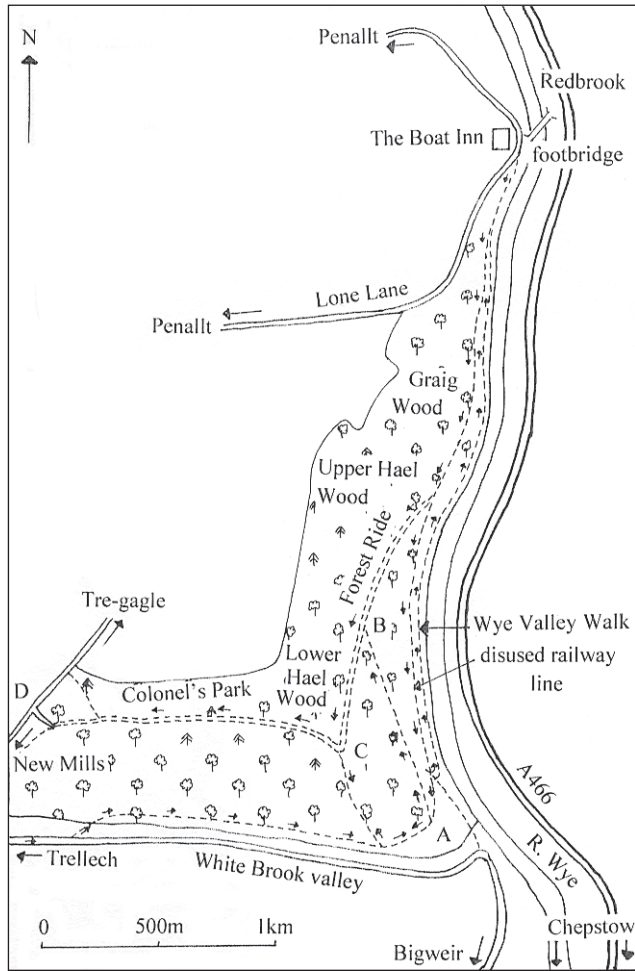 N
Penallt
Redbrook
The Boat Inn
footbridge
Lone Lane
Penallt
Graig
Wood
Upper Hael
Wood
Forest Ride
Tre-gagle
B
Wye Valley Walk
disused railway
line
Lower
Hael
Wood
Colonel's Park
D
C
New Mills
A466
A
R. Wye
Trellech
White Brook valley
0 500m 1km
Chepstow
Bigweir